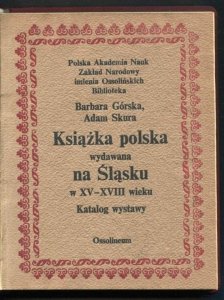 Polska Akademia Nauk
Zakład Narodowy
imienia Ossolińskich
Biblioteka
Barbara Górska,
Adam Skura
Książka polska
wydawana
na Śląsku
w XV–XVIII wieku
Katalog wystawy
Ossolineum